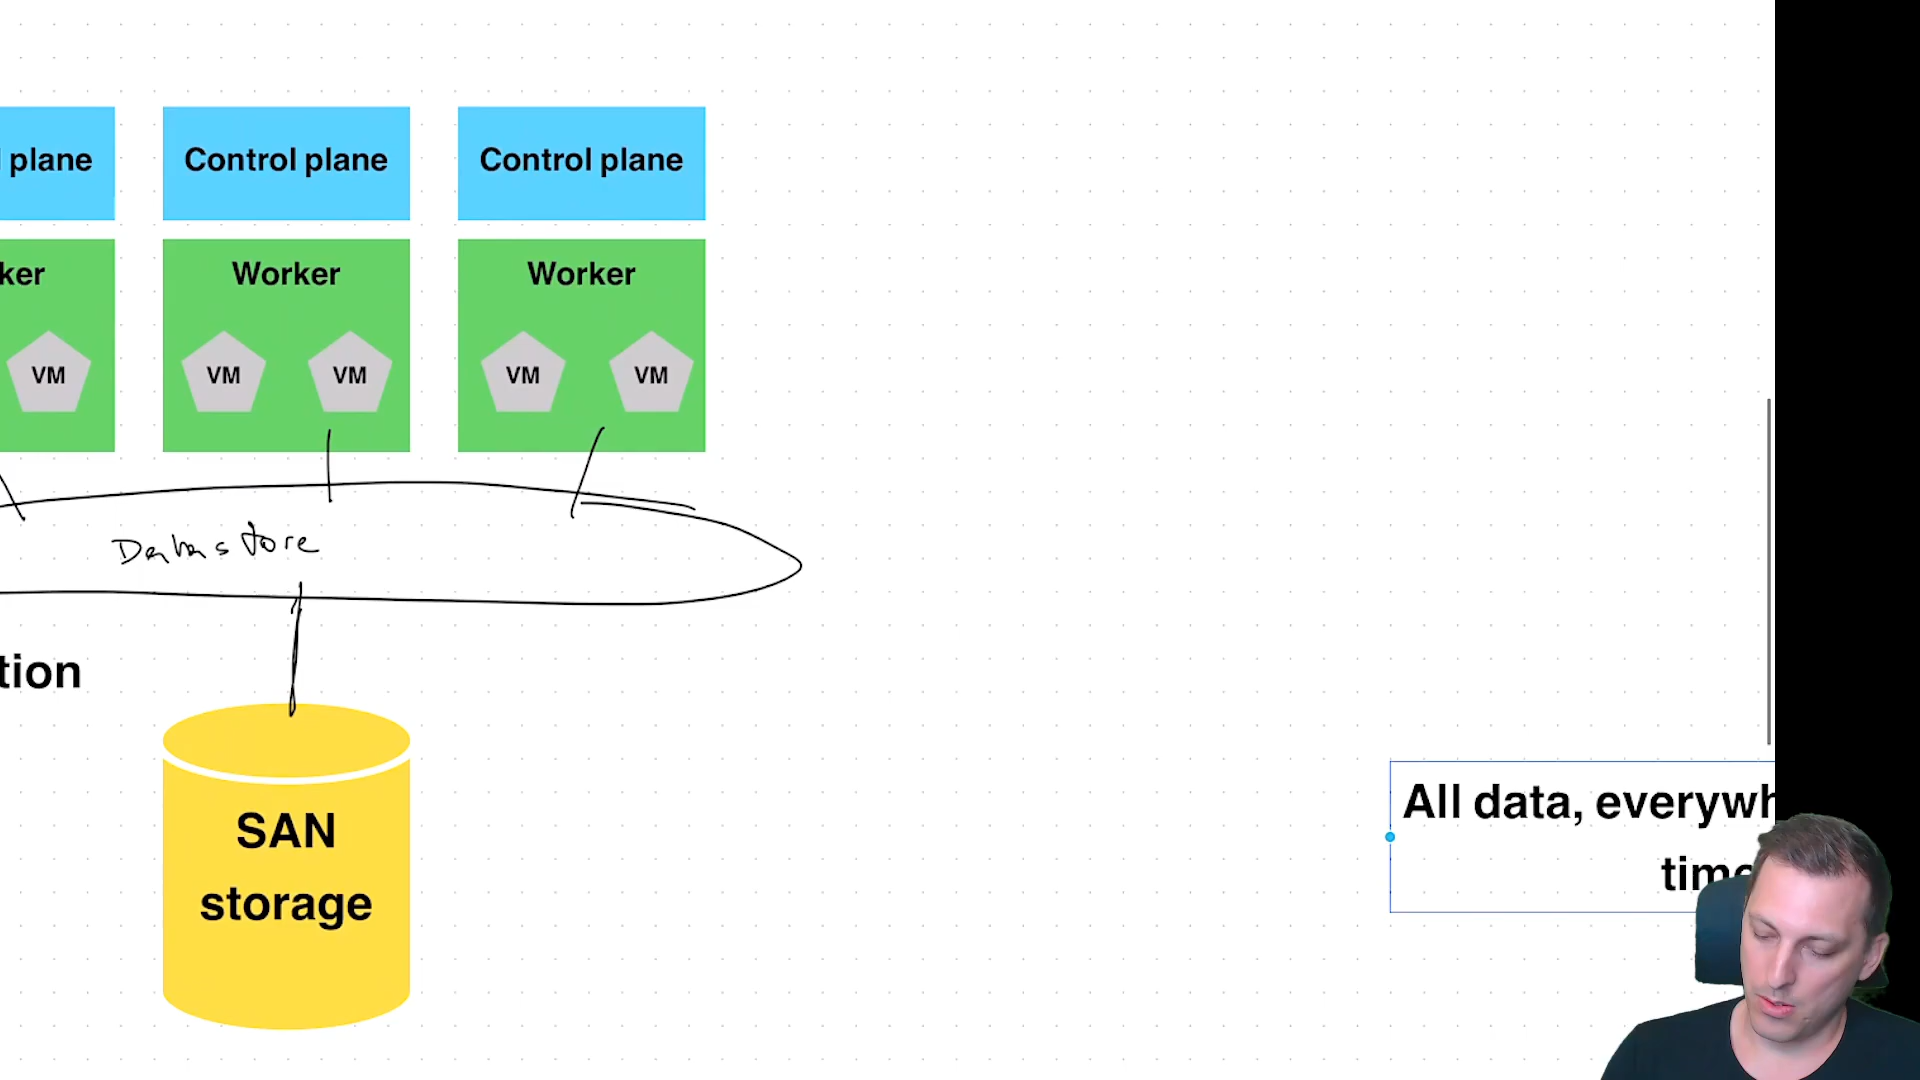 plane
Control plane
Control plane
ker
Worker
Worker
VM
VM
VM
VM
VM
Datastore
tion
SAN
storage
All data, everywh
time